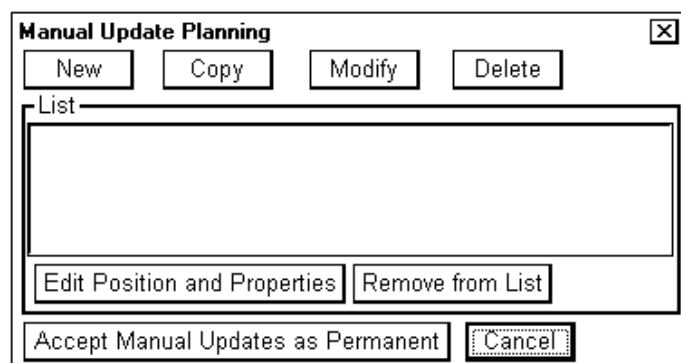 Manual Update Planning
New Copy Modify Delete
List
Edit Position and Properties Remove from List
Accept Manual Updates as Permanent Cancel